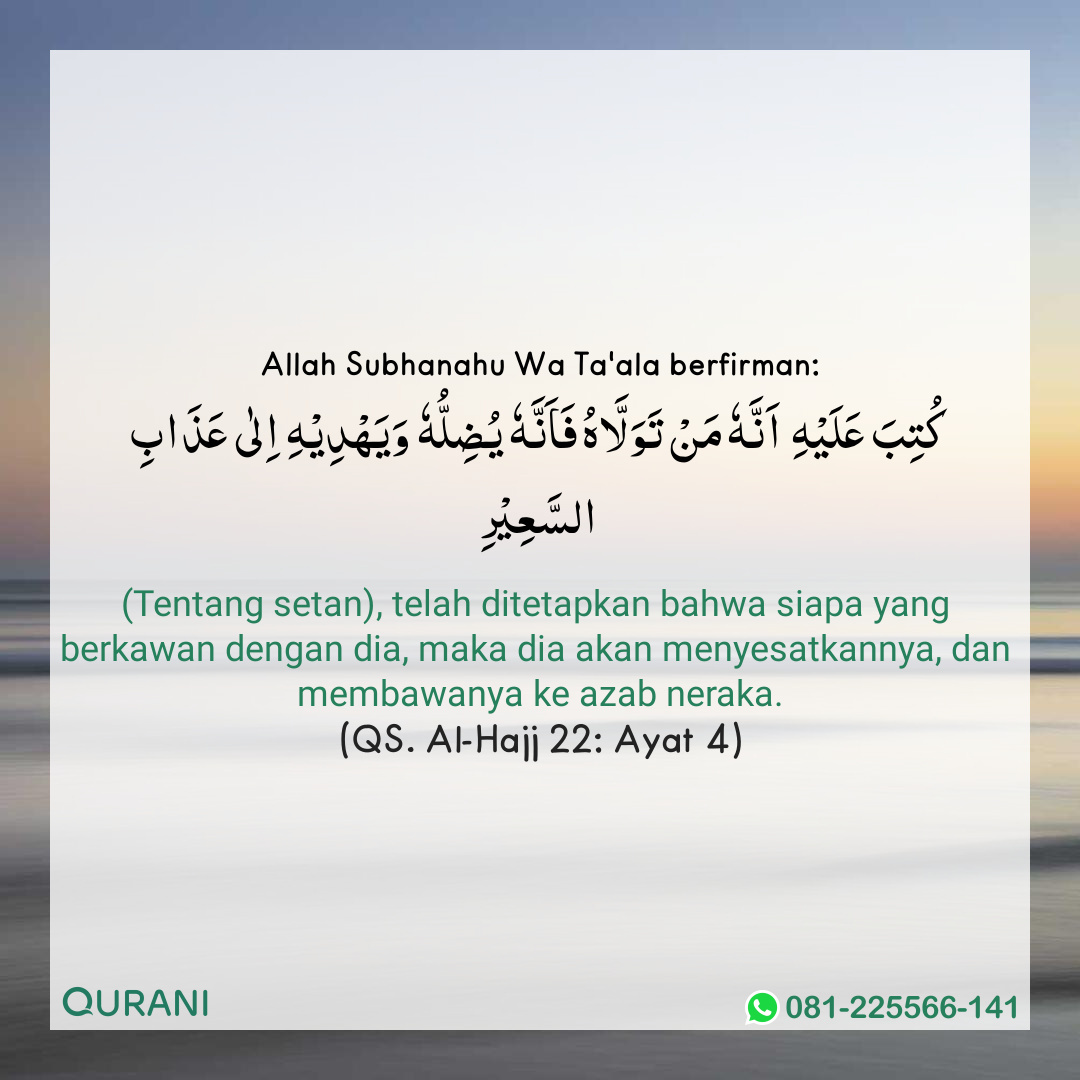 Allah Subhanahu Wa Ta'ala berfirman:
كُتِبَ عَلَيْهِ اَنَّهٗ مَنْ تَوَلَّاهُ فَاَنَّهٗ يُضِلُّهٗ وَيَهْدِيْهِ اِلٰى عَذَابِ
السَّعِيْرِ
(Tentang setan), telah ditetapkan bahwa siapa yang
berkawan dengan dia, maka dia akan menyesatkannya, dan
membawanya ke azab neraka.
(QS. Al-Hajj 22: Ayat 4)
QURANI
081-225566-141